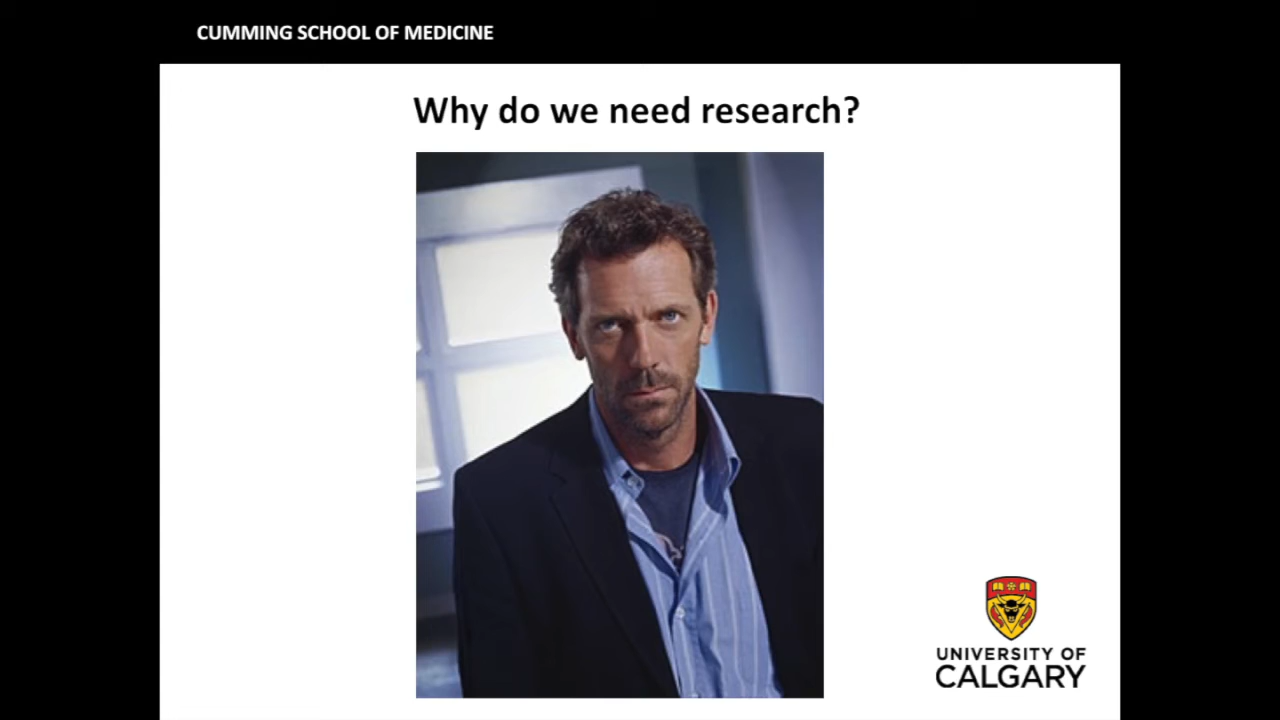 CUMMING SCHOOL OF MEDICINE
Why do we need research?
UNIVERSITY OF
CALGARY